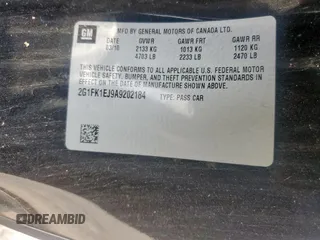 GM
MFD BY GENERAL MOTORS OF CANADA LTD.
DATE GVWR GAWR FRT GAWR RR
03/10 2133 KG 1013 KG 1120 KG
4703 LB 2233 LB 2470 LB
THIS VEHICLE CONFORMS TO ALL APPLICABLE U.S. FEDERAL MOTOR
VEHICLE SAFETY, BUMPER, AND THEFT PREVENTION STANDARDS
IN EFFECT ON THE DATE OF MANUFACTURE SHOWN ABOVE.
2G1FK1EJ9A9202184 TYPE: PASS CAR
DREAMBID